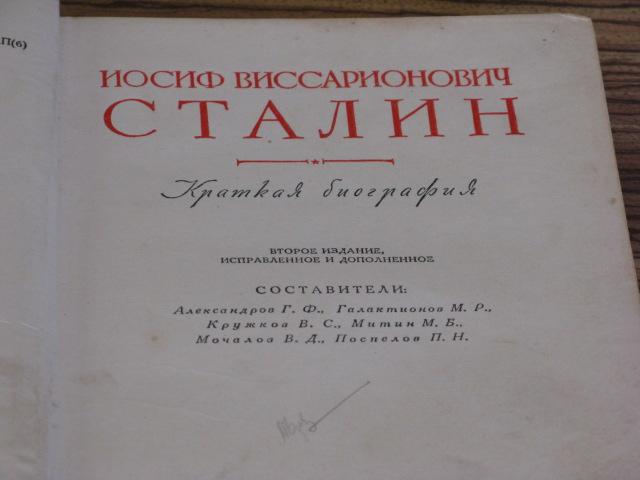 П(б)
ИОСИФ ВИССАРИОНОВИЧ
СТАЛИН
Краткая биография
ВТОРОЕ ИЗДАНИЕ,
ИСПРАВЛЕННОЕ И ДОПОЛНЕННОЕ
СОСТАВИТЕЛИ:
Александров Г. Ф., Галактионов М. Р.,
Кружков В. С., Митин М. Б.,
Мочалов В. Д., Поспелов П. Н.